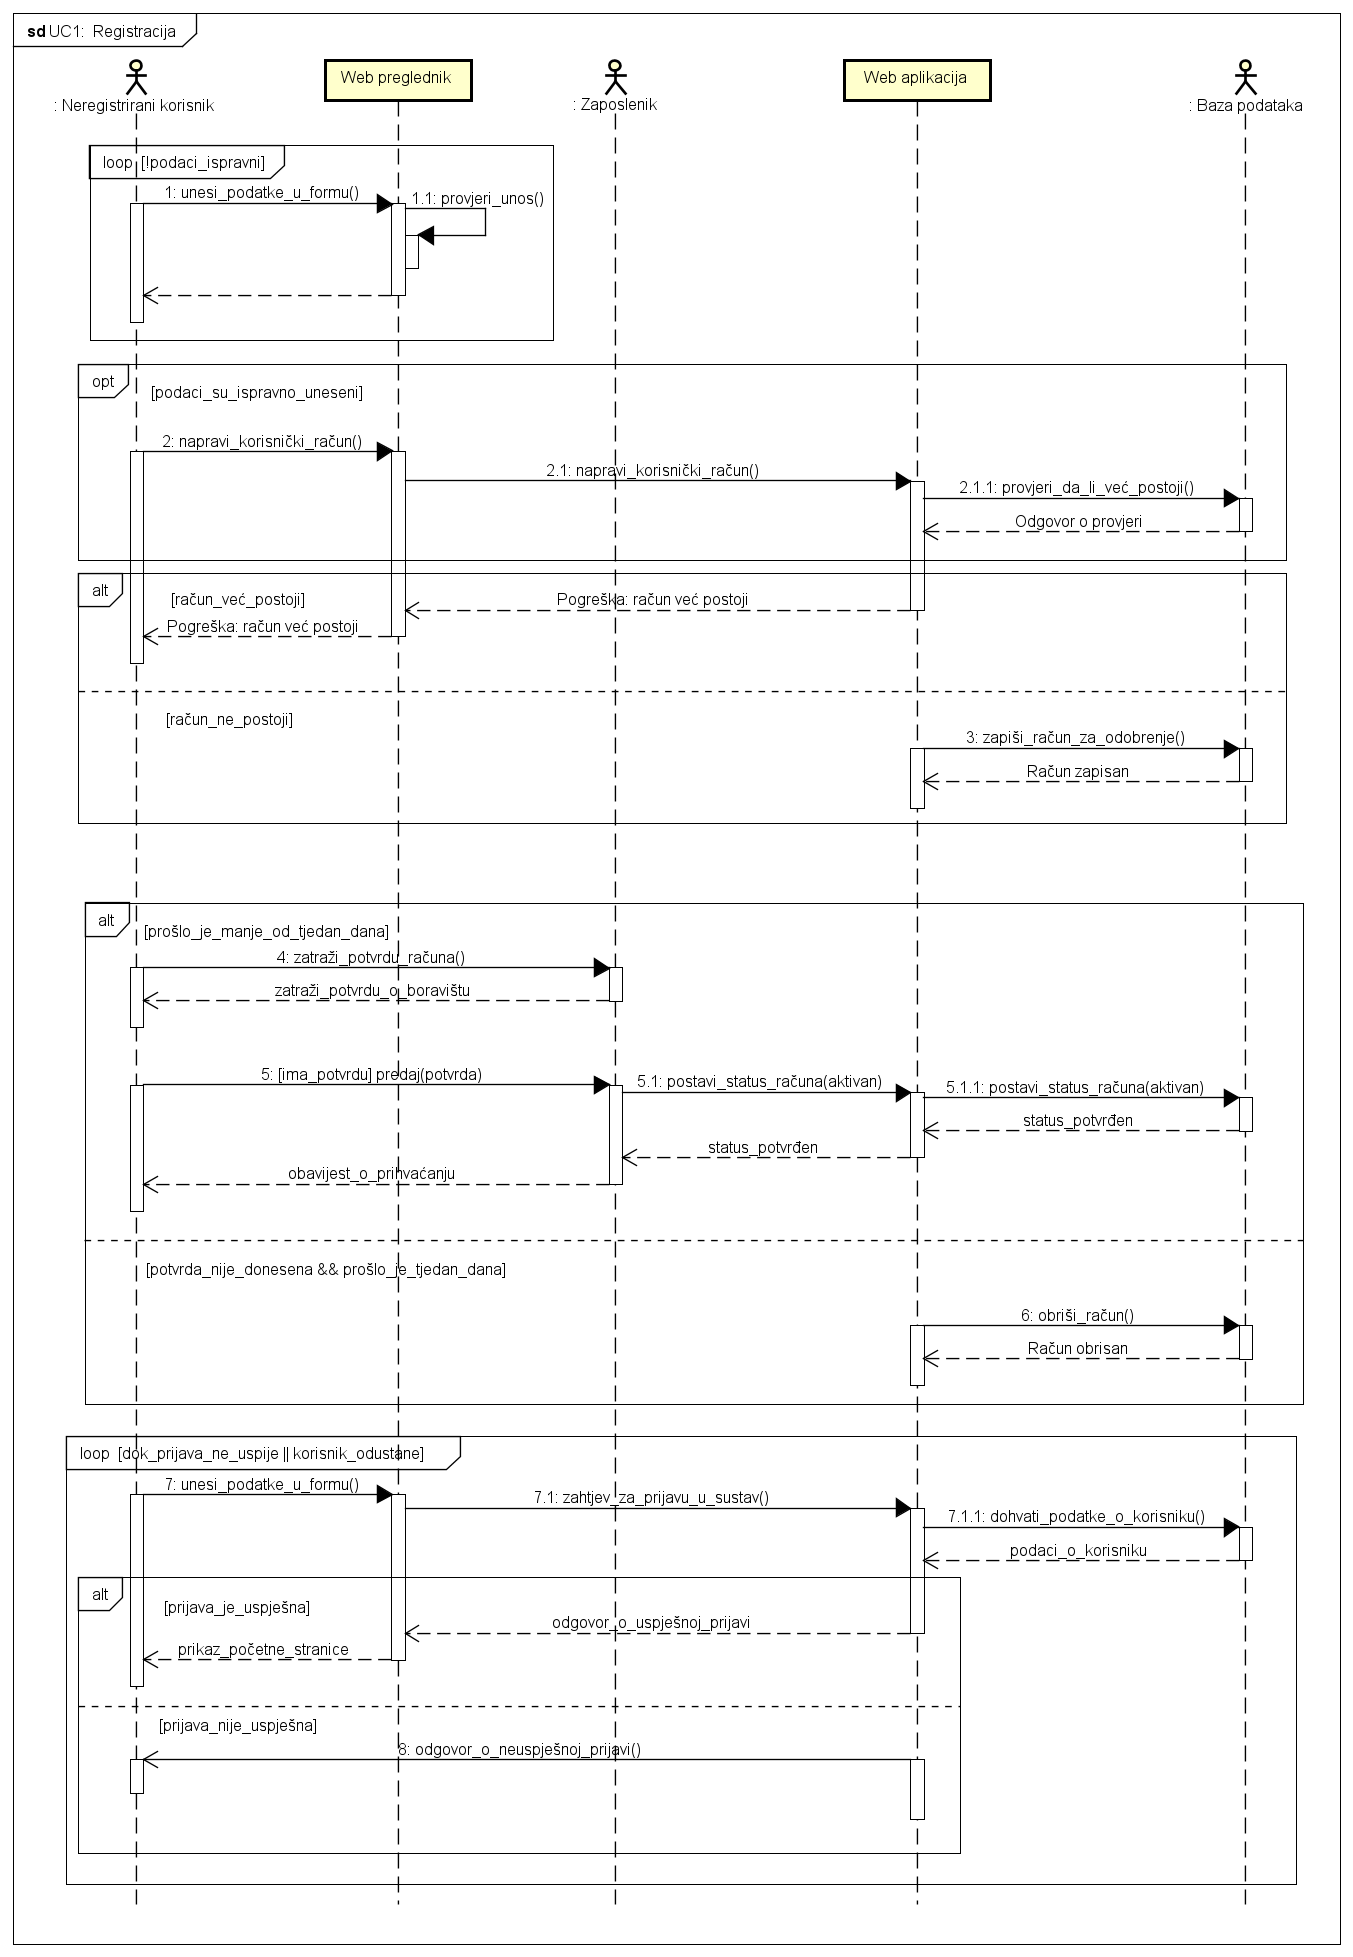 sd UC1: Registracija
: Neregistrirani korisnik
Web preglednik
: Zaposlenik
Web aplikacija
: Baza podataka
loop [!podaci_ispravni]
1: unesi_podatke_u_formu()
1.1: provjeri_unos()
opt
[podaci_su_ispravno_uneseni]
2: napravi_korisnički_račun()
2.1: napravi_korisnički_račun()
2.1.1: provjeri_da_li_već_postoji()
Odgovor o provjeri
alt
[račun_već_postoji]
Pogreška: račun već postoji
Pogreška: račun već postoji
[račun_ne_postoji]
3: zapiši_račun_za_odobrenje()
Račun zapisan
alt
[prošlo_je_manje_od_tjedan_dana]
4: zatraži_potvrdu_računa()
zatraži_potvrdu_o_boravištu
5: [ima_potvrdu] predaj(potvrda)
5.1: postavi_status_računa(aktivan)
5.1.1: postavi_status_računa(aktivan)
status_potvrđen
status_potvrđen
obavijest_o_prihvaćanju
[potvrda_nije_donesena && prošlo_je_tjedan_dana]
6: obriši_račun()
Račun obrisan
loop [dok_prijava_ne_uspije || korisnik_odustane]
7: unesi_podatke_u_formu()
7.1: zahtjev_za_prijavu_u_sustav()
7.1.1: dohvati_podatke_o_korisniku()
podaci_o_korisniku
alt
[prijava_je_uspješna]
odgovor_o_uspješnoj_prijavi
prikaz_početne_stranice
[prijava_nije_uspješna]
8: odgovor_o_neuspješnoj_prijavi()